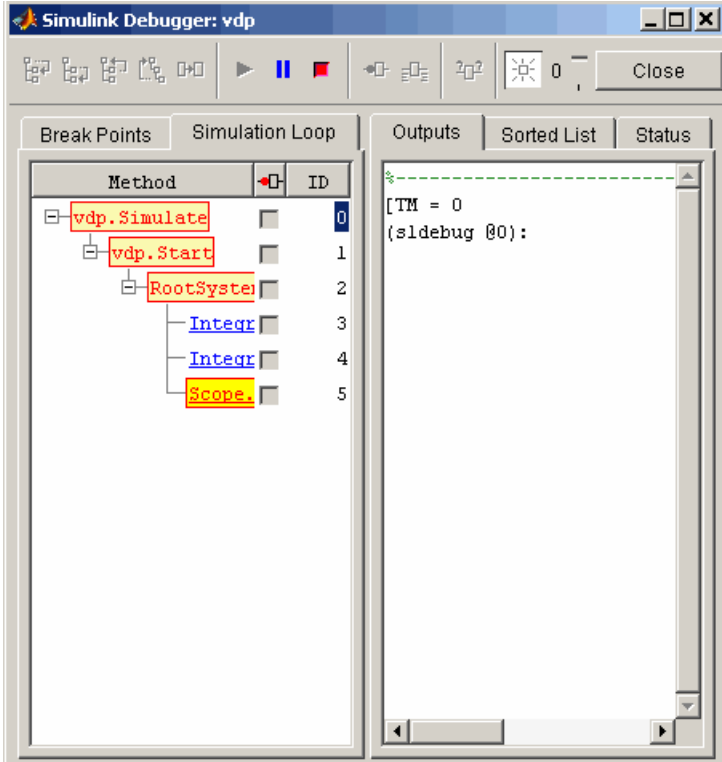 Simulink Debugger: vdp
0 Close
Break Points Simulation Loop Outputs Sorted List Status
Method ID
vdp.Simulate 0
vdp.Start 1
RootSyster 2
Integr 3
Integr 4
Scope. 5
%---------------------------
[TM = 0
(sldebug @0):